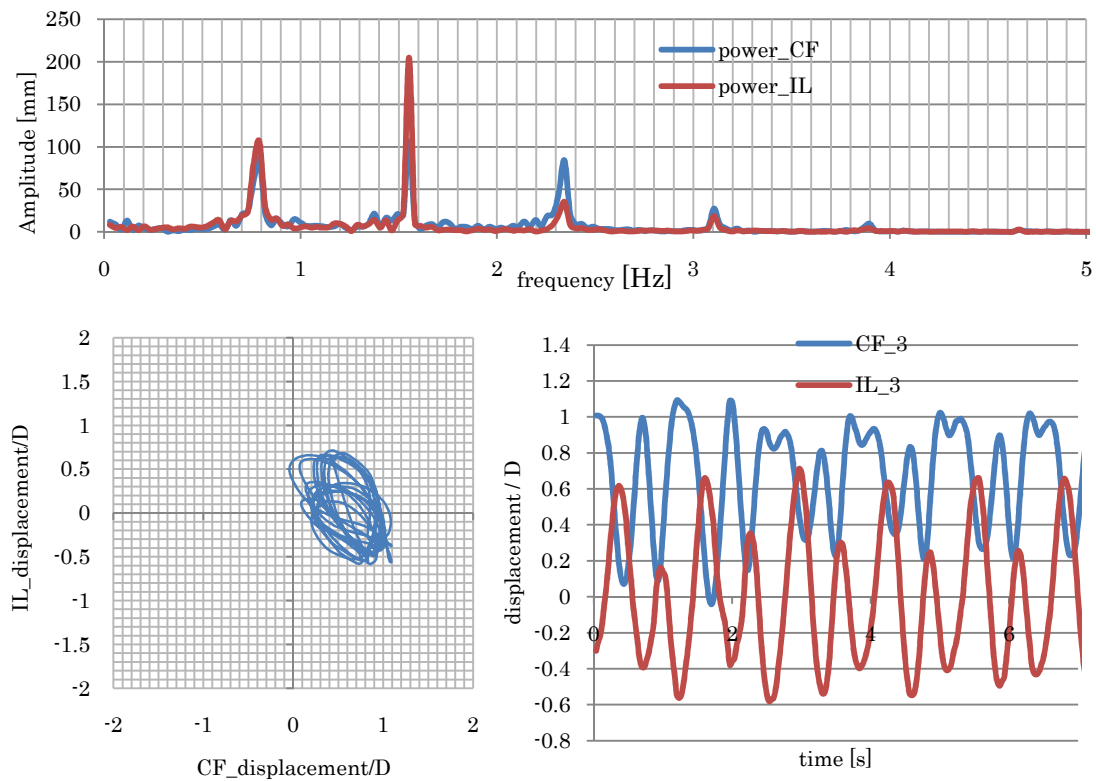 250
200
150
100
50
0
Amplitude [mm]
power_CF
power_IL
0 1 2 3 4 5
frequency [Hz]
2
1.5
1
0.5
0
-0.5
-1
-1.5
-2
IL_displacement/D
-2 -1 0 1 2
CF_displacement/D
1.4
1.2
1
0.8
0.6
0.4
0.2
0
-0.2
-0.4
-0.6
-0.8
displacement / D
CF_3
IL_3
0 2 4 6
time [s]